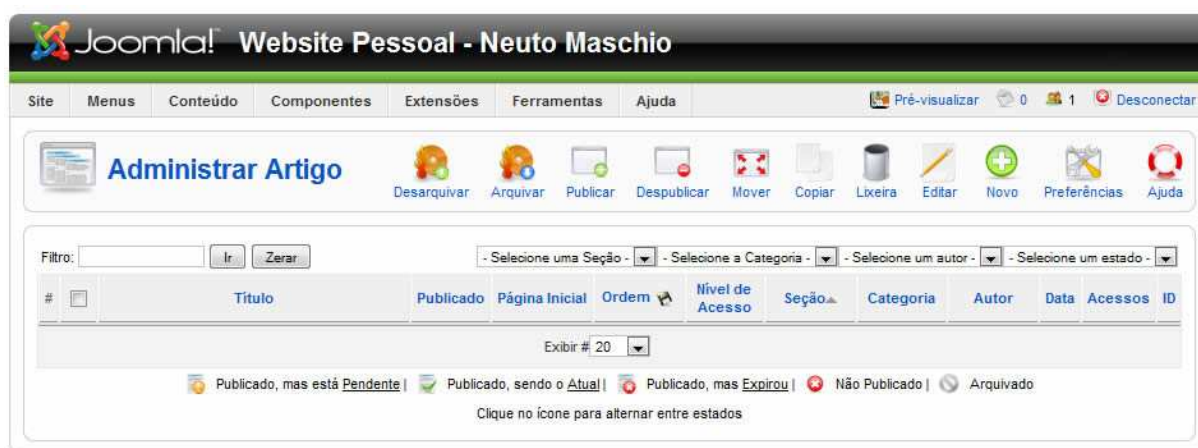 Joomla! Website Pessoal - Neuto Maschio
Site Menus Conteúdo Componentes Extensões Ferramentas Ajuda Pré-visualizar 0 1 Desconectar
Administrar Artigo Desarquivar Arquivar Publicar Despublicar Mover Copiar Lixeira Editar Novo Preferências Ajuda
Filtro: Ir Zerar - Selecione uma Seção - - Selecione a Categoria - - Selecione um autor - - Selecione um estado -
# Título Publicado Página Inicial Ordem Nível de Acesso Seção Categoria Autor Data Acessos ID
Exibir # 20
Publicado, mas está Pendente | Publicado, sendo o Atual | Publicado, mas Expirou | Não Publicado | Arquivado
Clique no ícone para alternar entre estados